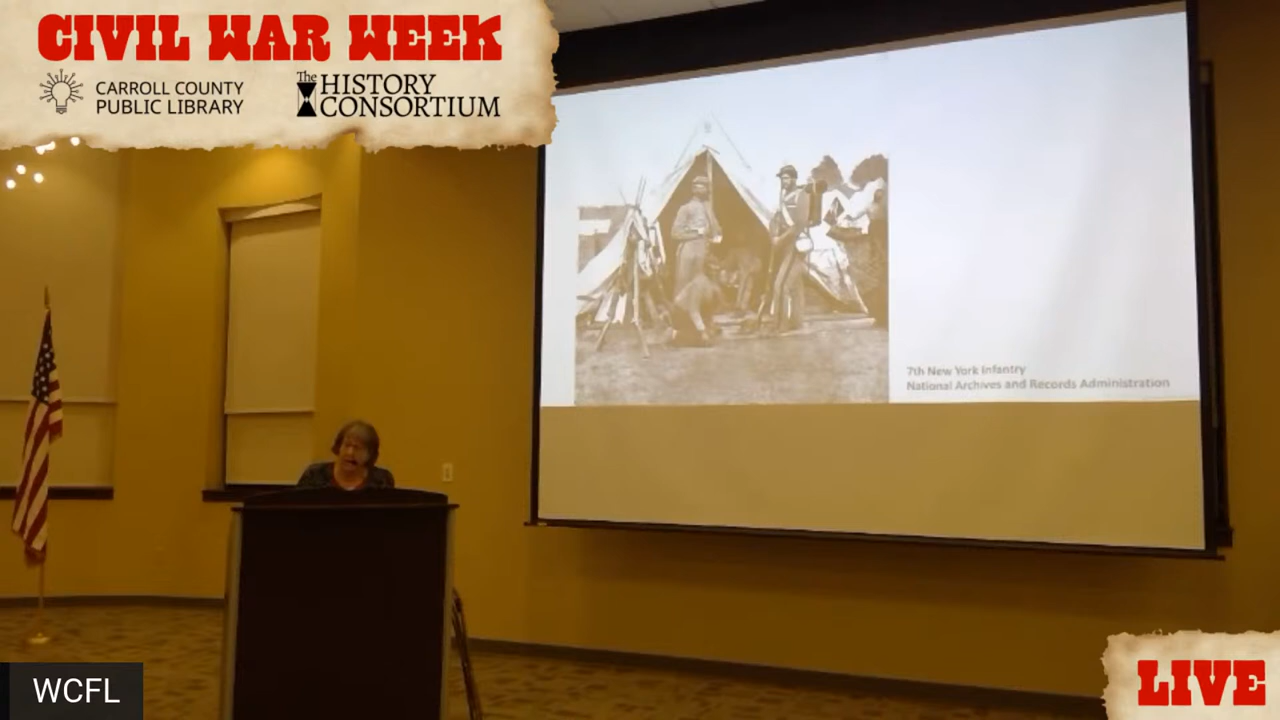 CIVIL WAR WEEK
CARROLL COUNTY
PUBLIC LIBRARY
The HISTORY
CONSORTIUM
7th New York Infantry
National Archives and Records Administration
WCFL
LIVE